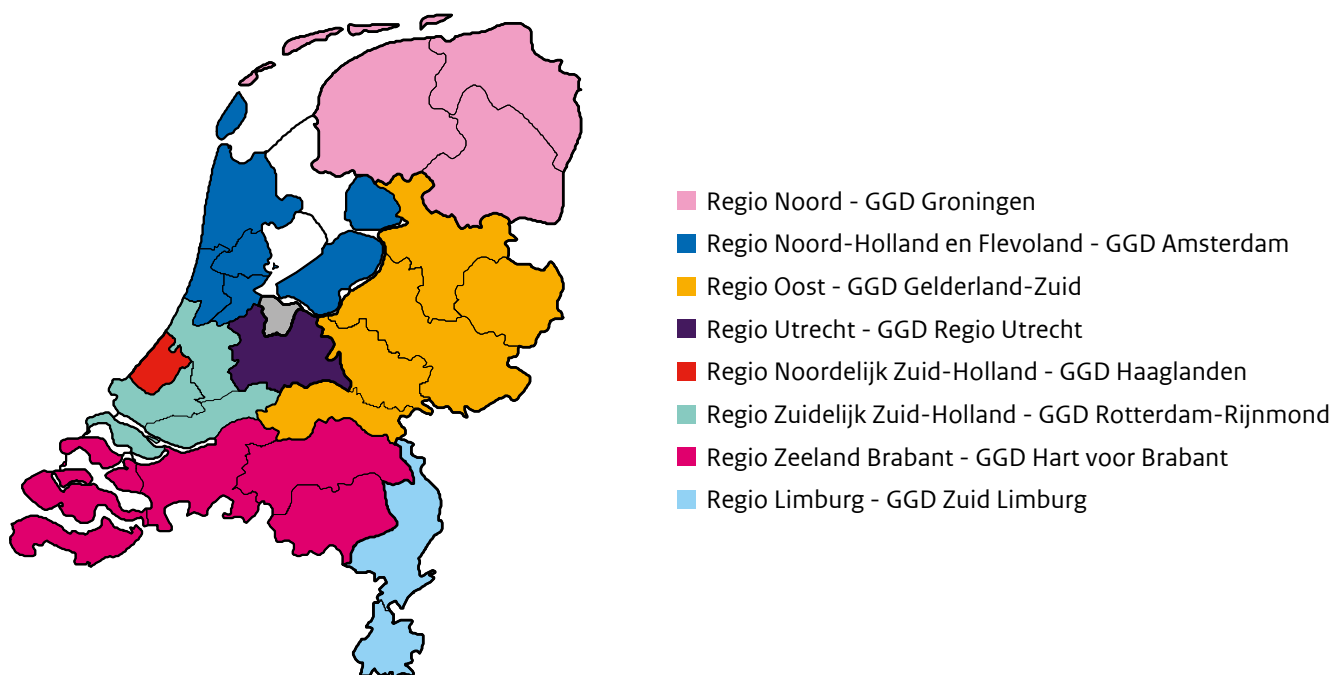 Regio Noord - GGD Groningen
Regio Noord-Holland en Flevoland - GGD Amsterdam
Regio Oost - GGD Gelderland-Zuid
Regio Utrecht - GGD Regio Utrecht
Regio Noordelijk Zuid-Holland - GGD Haaglanden
Regio Zuidelijk Zuid-Holland - GGD Rotterdam-Rijnmond
Regio Zeeland Brabant - GGD Hart voor Brabant
Regio Limburg - GGD Zuid Limburg